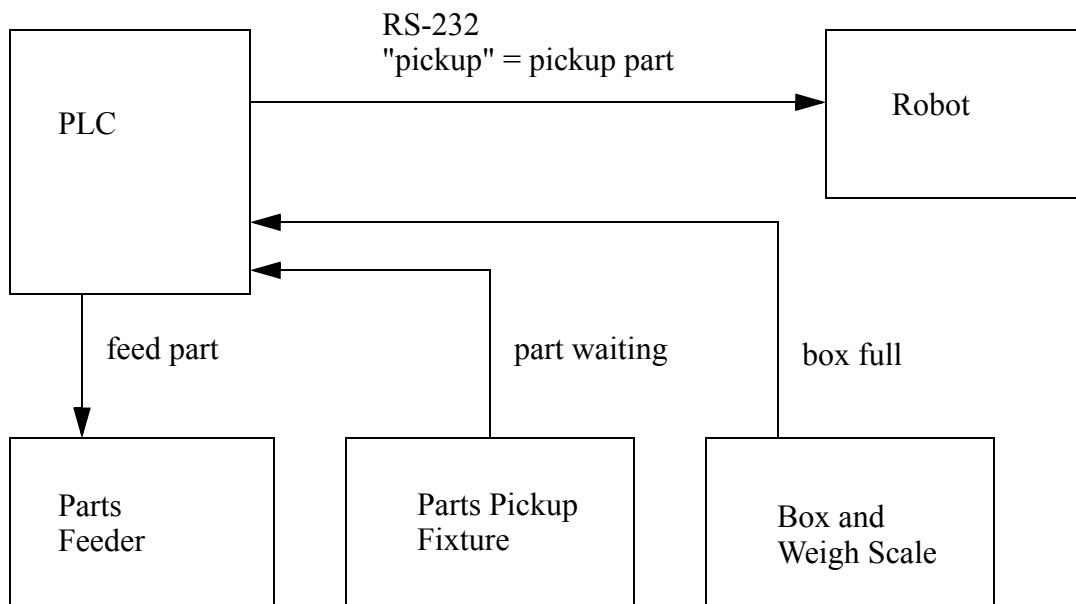 RS-232
"pickup" = pickup part
PLC
Robot
feed part
part waiting
box full
Parts
Feeder
Parts Pickup
Fixture
Box and
Weigh Scale